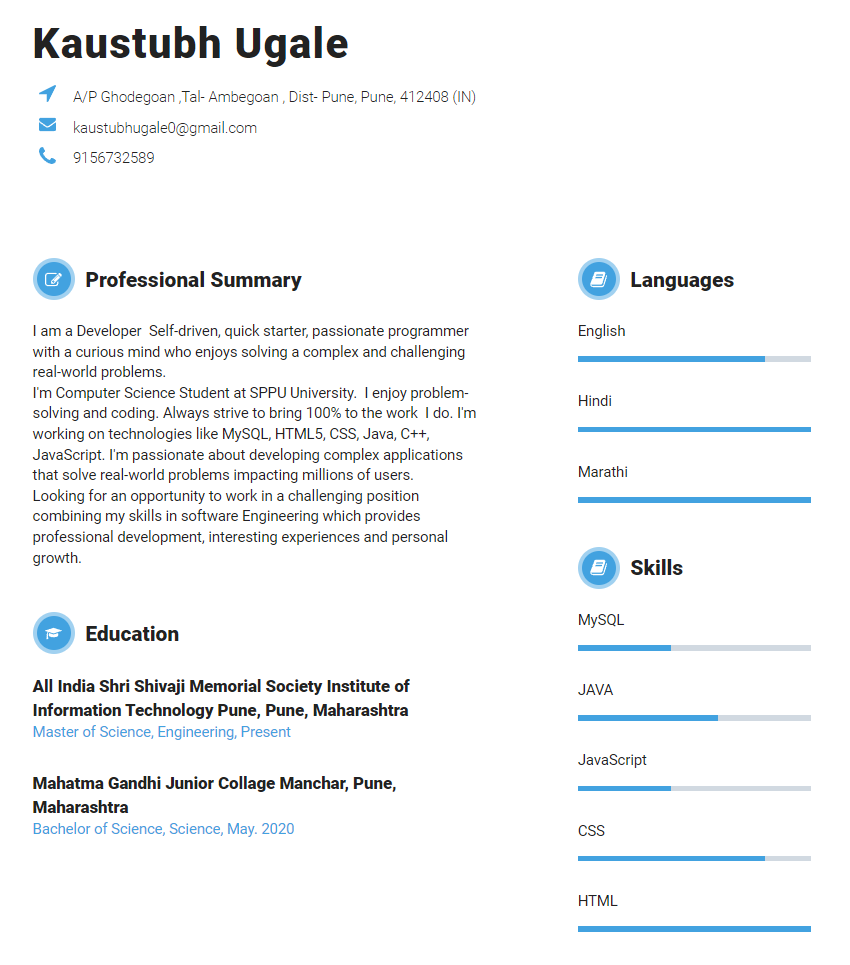 Kaustubh Ugale
A/P Ghodegoan ,Tal- Ambegoan , Dist- Pune, Pune, 412408 (IN)
kaustubhugale0@gmail.com
9156732589
Professional Summary
I am a Developer  Self-driven, quick starter, passionate programmer
with a curious mind who enjoys solving a complex and challenging
real-world problems.
I'm Computer Science Student at SPPU University.  I enjoy problem-
solving and coding. Always strive to bring 100% to the work  I do. I'm
working on technologies like MySQL, HTML5, CSS, Java, C++,
JavaScript. I'm passionate about developing complex applications
that solve real-world problems impacting millions of users.
Looking for an opportunity to work in a challenging position
combining my skills in software Engineering which provides
professional development, interesting experiences and personal
growth.
Education
All India Shri Shivaji Memorial Society Institute of
Information Technology Pune, Pune, Maharashtra
Master of Science, Engineering, Present
Mahatma Gandhi Junior Collage Manchar, Pune,
Maharashtra
Bachelor of Science, Science, May. 2020
Languages
English
Hindi
Marathi
Skills
MySQL
JAVA
JavaScript
CSS
HTML